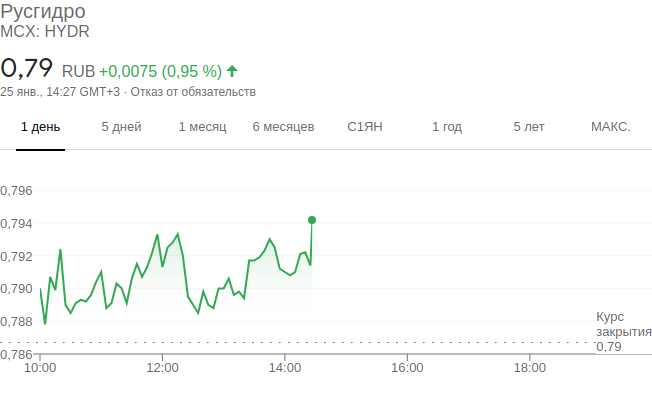 Русгидро
MCX: HYDR
0,79 RUB +0,0075 (0,95 %)
25 янв., 14:27 GMT+3 · Отказ от обязательств
1 день 5 дней 1 месяц 6 месяцев С1ЯН 1 год 5 лет МАКС.
0,796
0,794
0,792
0,790
0,788
0,786
Курс
закрытия
0,79
10:00 12:00 14:00 16:00 18:00